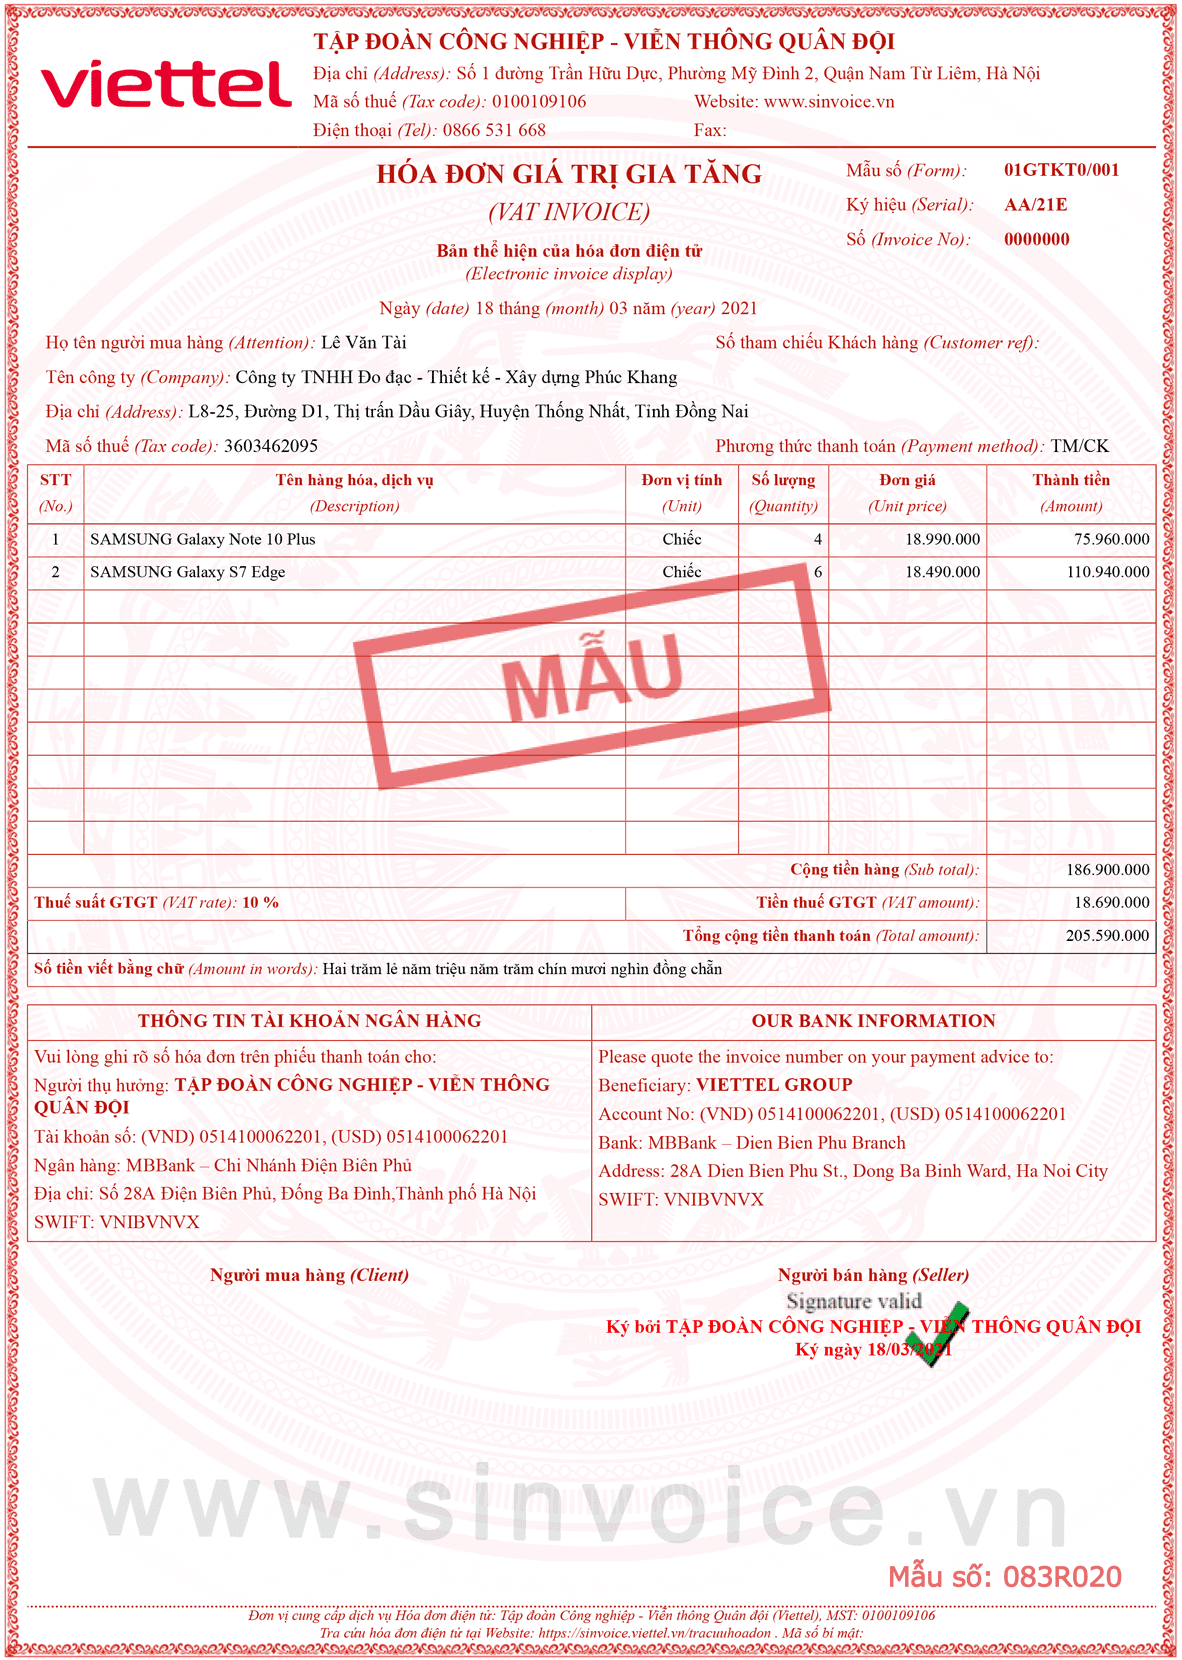 viettel
TẬP ĐOÀN CÔNG NGHIỆP - VIỄN THÔNG QUÂN ĐỘI
Địa chỉ (Address): Số 1 đường Trần Hữu Dực, Phường Mỹ Đình 2, Quận Nam Từ Liêm, Hà Nội
Mã số thuế (Tax code): 0100109106 Website: www.sinvoice.vn
Điện thoại (Tel): 0866 531 668 Fax:
HÓA ĐƠN GIÁ TRỊ GIA TĂNG
(VAT INVOICE)
Bản thể hiện của hóa đơn điện tử
(Electronic invoice display)
Ngày (date) 18 tháng (month) 03 năm (year) 2021
Mẫu số (Form): 01GTKT0/001
Ký hiệu (Serial): AA/21E
Số (Invoice No): 0000000
Họ tên người mua hàng (Attention): Lê Văn Tài Số tham chiếu Khách hàng (Customer ref):
Tên công ty (Company): Công ty TNHH Đo đạc - Thiết kế - Xây dựng Phúc Khang
Địa chỉ (Address): L8-25, Đường D1, Thị trấn Dầu Giây, Huyện Thống Nhất, Tỉnh Đồng Nai
Mã số thuế (Tax code): 3603462095 Phương thức thanh toán (Payment method): TM/CK
STT Tên hàng hóa, dịch vụ Đơn vị tính Số lượng Đơn giá Thành tiền
(No.) (Description) (Unit) (Quantity) (Unit price) (Amount)
1 SAMSUNG Galaxy Note 10 Plus Chiếc 4 18.990.000 75.960.000
2 SAMSUNG Galaxy S7 Edge Chiếc 6 18.490.000 110.940.000
MẪU
Cộng tiền hàng (Sub total): 186.900.000
Thuế suất GTGT (VAT rate): 10 % Tiền thuế GTGT (VAT amount): 18.690.000
Tổng cộng tiền thanh toán (Total amount): 205.590.000
Số tiền viết bằng chữ (Amount in words): Hai trăm lẻ năm triệu năm trăm chín mươi nghìn đồng chẵn
THÔNG TIN TÀI KHOẢN NGÂN HÀNG
Vui lòng ghi rõ số hóa đơn trên phiếu thanh toán cho:
Người thụ hưởng: TẬP ĐOÀN CÔNG NGHIỆP - VIỄN THÔNG
QUÂN ĐỘI
Tài khoản số: (VND) 0514100062201, (USD) 0514100062201
Ngân hàng: MBBank – Chi Nhánh Điện Biên Phủ
Địa chỉ: Số 28A Điện Biên Phủ, Đống Ba Đình,Thành phố Hà Nội
SWIFT: VNIBVNVX
OUR BANK INFORMATION
Please quote the invoice number on your payment advice to:
Beneficiary: VIETTEL GROUP
Account No: (VND) 0514100062201, (USD) 0514100062201
Bank: MBBank – Dien Bien Phu Branch
Address: 28A Dien Bien Phu St., Dong Ba Binh Ward, Ha Noi City
SWIFT: VNIBVNVX
Người mua hàng (Client)
Người bán hàng (Seller)
Signature valid
Ký bởi TẬP ĐOÀN CÔNG NGHIỆP - VIỄN THÔNG QUÂN ĐỘI
Ký ngày 18/03/2021
www.sinvoice.vn
Mẫu số: 083R020
Đơn vị cung cấp dịch vụ Hóa đơn điện tử: Tập đoàn Công nghiệp - Viễn thông Quân đội (Viettel), MST: 0100109106
Tra cứu hóa đơn điện tử tại Website: https://sinvoice.viettel.vn/tracuuhoadon . Mã số bí mật: